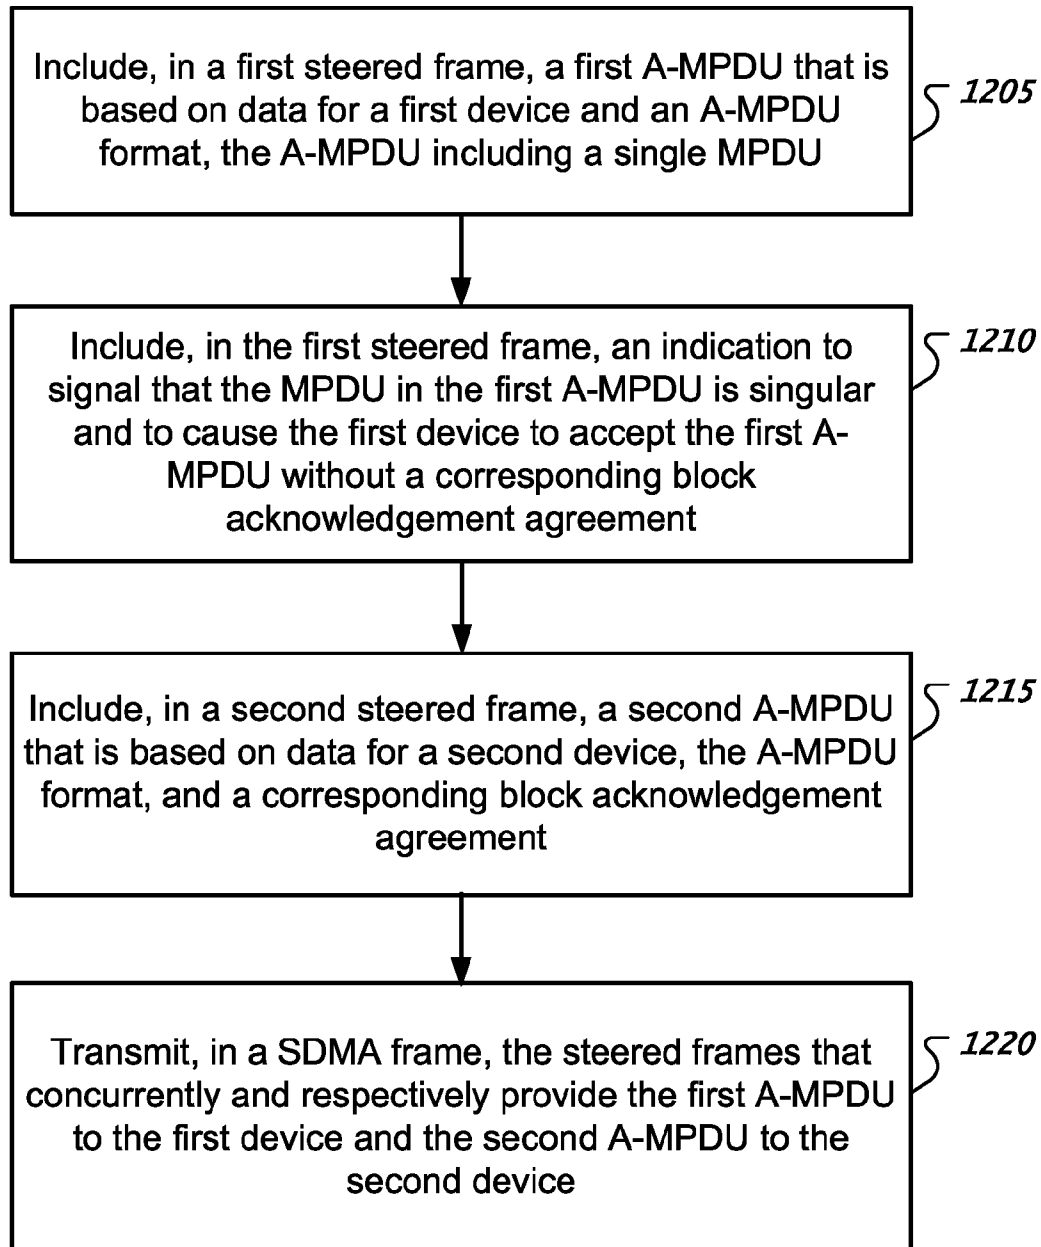 Include, in a first steered frame, a first A-MPDU that is
based on data for a first device and an A-MPDU
format, the A-MPDU including a single MPDU
1205
Include, in the first steered frame, an indication to
signal that the MPDU in the first A-MPDU is singular
and to cause the first device to accept the first A-
MPDU without a corresponding block
acknowledgement agreement
1210
Include, in a second steered frame, a second A-MPDU
that is based on data for a second device, the A-MPDU
format, and a corresponding block acknowledgement
agreement
1215
Transmit, in a SDMA frame, the steered frames that
concurrently and respectively provide the first A-MPDU
to the first device and the second A-MPDU to the
second device
1220